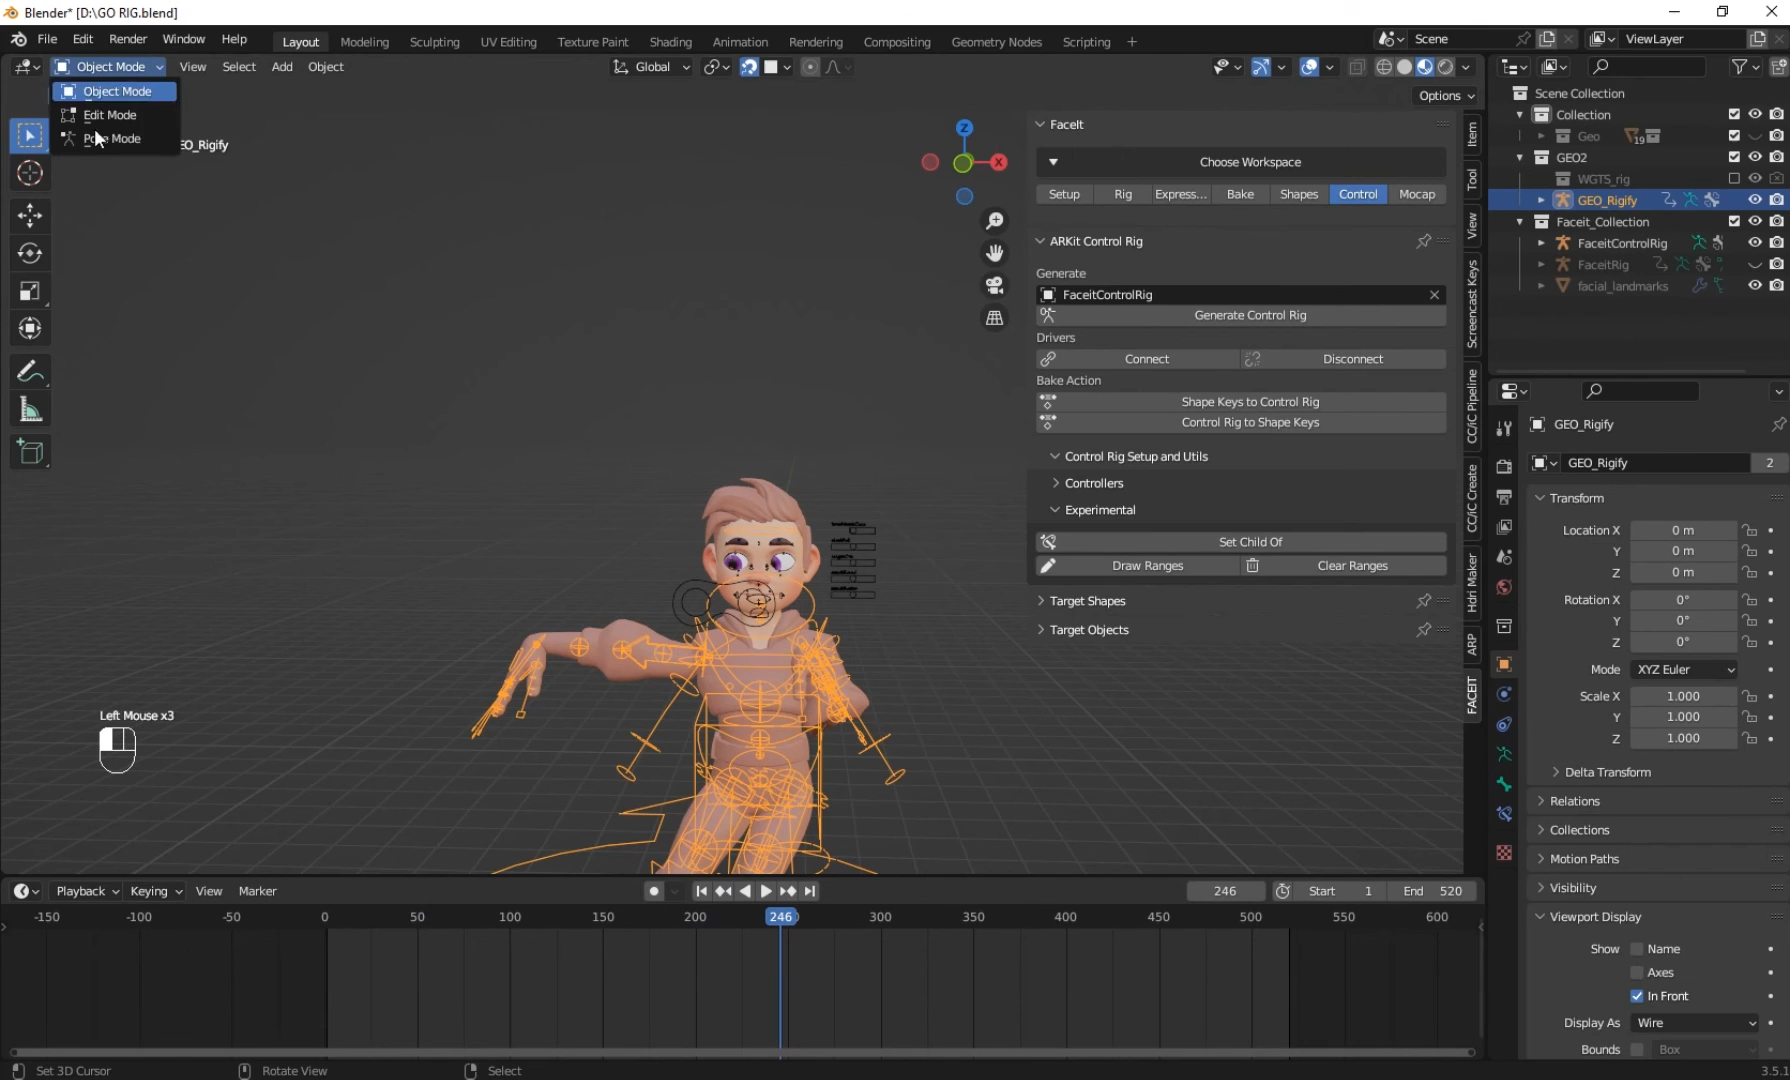 Blender* [D:\GO RIG.blend]
File Edit Render Window Help Layout Modeling Sculpting UV Editing Texture Paint Shading Animation Rendering Compositing Geometry Nodes Scripting + Scene ViewLayer
Object Mode View Select Add Object Global
Options
Object Mode
Edit Mode
Pose Mode
EO_Rigify
Z
X
FaceIt
Choose Workspace
Setup Rig Express... Bake Shapes Control Mocap
ARKit Control Rig
Generate
FaceitControlRig
Generate Control Rig
Drivers
Connect Disconnect
Bake Action
Shape Keys to Control Rig
Control Rig to Shape Keys
Control Rig Setup and Utils
Controllers
Experimental
Set Child Of
Draw Ranges Clear Ranges
Target Shapes
Target Objects
Item
Tool
View
Screencast Keys
CC/iC Pipeline
CC/iC Create
Hdri Maker
ARP
FACEIT
Scene Collection
Collection
Geo 19
GEO2
WGTS_rig
GEO_Rigify
Faceit_Collection
FaceitControlRig
FaceitRig
facial_landmarks
GEO_Rigify
GEO_Rigify 2
Transform
Location X 0 m
Y 0 m
Z 0 m
Rotation X 0°
Y 0°
Z 0°
Mode XYZ Euler
Scale X 1.000
Y 1.000
Z 1.000
Delta Transform
Relations
Collections
Motion Paths
Visibility
Viewport Display
Show Name
Axes
In Front
Display As Wire
Bounds Box
Left Mouse x3
Playback Keying View Marker 246 Start 1 End 520
-150 -100 -50 0 50 100 150 200 246 300 350 400 450 500 550 600
Set 3D Cursor Rotate View Select 3.5.1